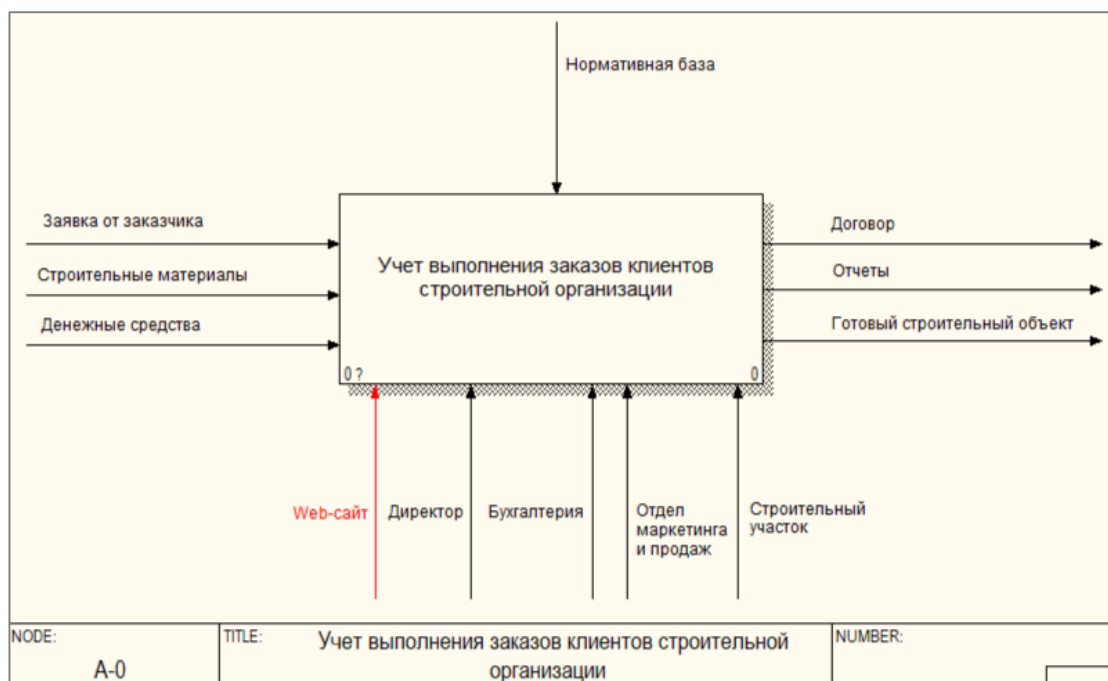 Нормативная база
Заявка от заказчика
Строительные материалы
Денежные средства
Учет выполнения заказов клиентов
строительной организации
0 ?
0
Договор
Отчеты
Готовый строительный объект
Web-сайт
Директор
Бухгалтерия
Отдел
маркетинга
и продаж
Строительный
участок
NODE:
A-0
TITLE:
Учет выполнения заказов клиентов строительной
организации
NUMBER: